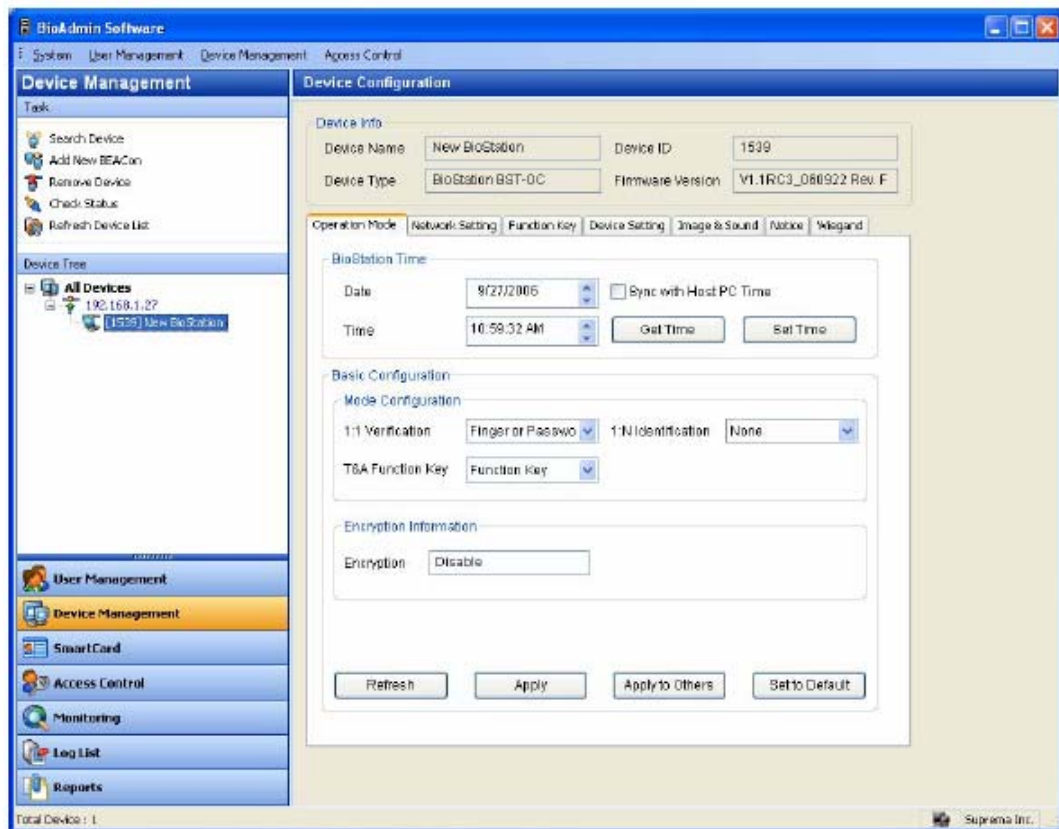 BioAdmin Software
System User Management Device Management Access Control
Device Management
Task
Search Device
Add New BEACon
Remove Device
Check Status
Refresh Device List
Device Tree
All Devices
192.168.1.27
[1539] New BioStation
User Management
Device Management
SmartCard
Access Control
Monitoring
Log List
Reports
Device Configuration
Device Info
Device Name New BioStation Device ID 1539
Device Type BioStation BST-OC Firmware Version V1.1RC3_060922 Rev. F
Operation Mode Network Setting Function Key Device Setting Image & Sound Notice Wiegand
BioStation Time
Date 9/27/2006 Sync with Host PC Time
Time 10:59:32 AM Get Time Set Time
Basic Configuration
Mode Configuration
1:1 Verification Finger or Passwo 1:N Identification None
T&A Function Key Function Key
Encryption Information
Encryption Disable
Refresh Apply Apply to Others Set to Default
Total Device : 1 Suprema Inc.